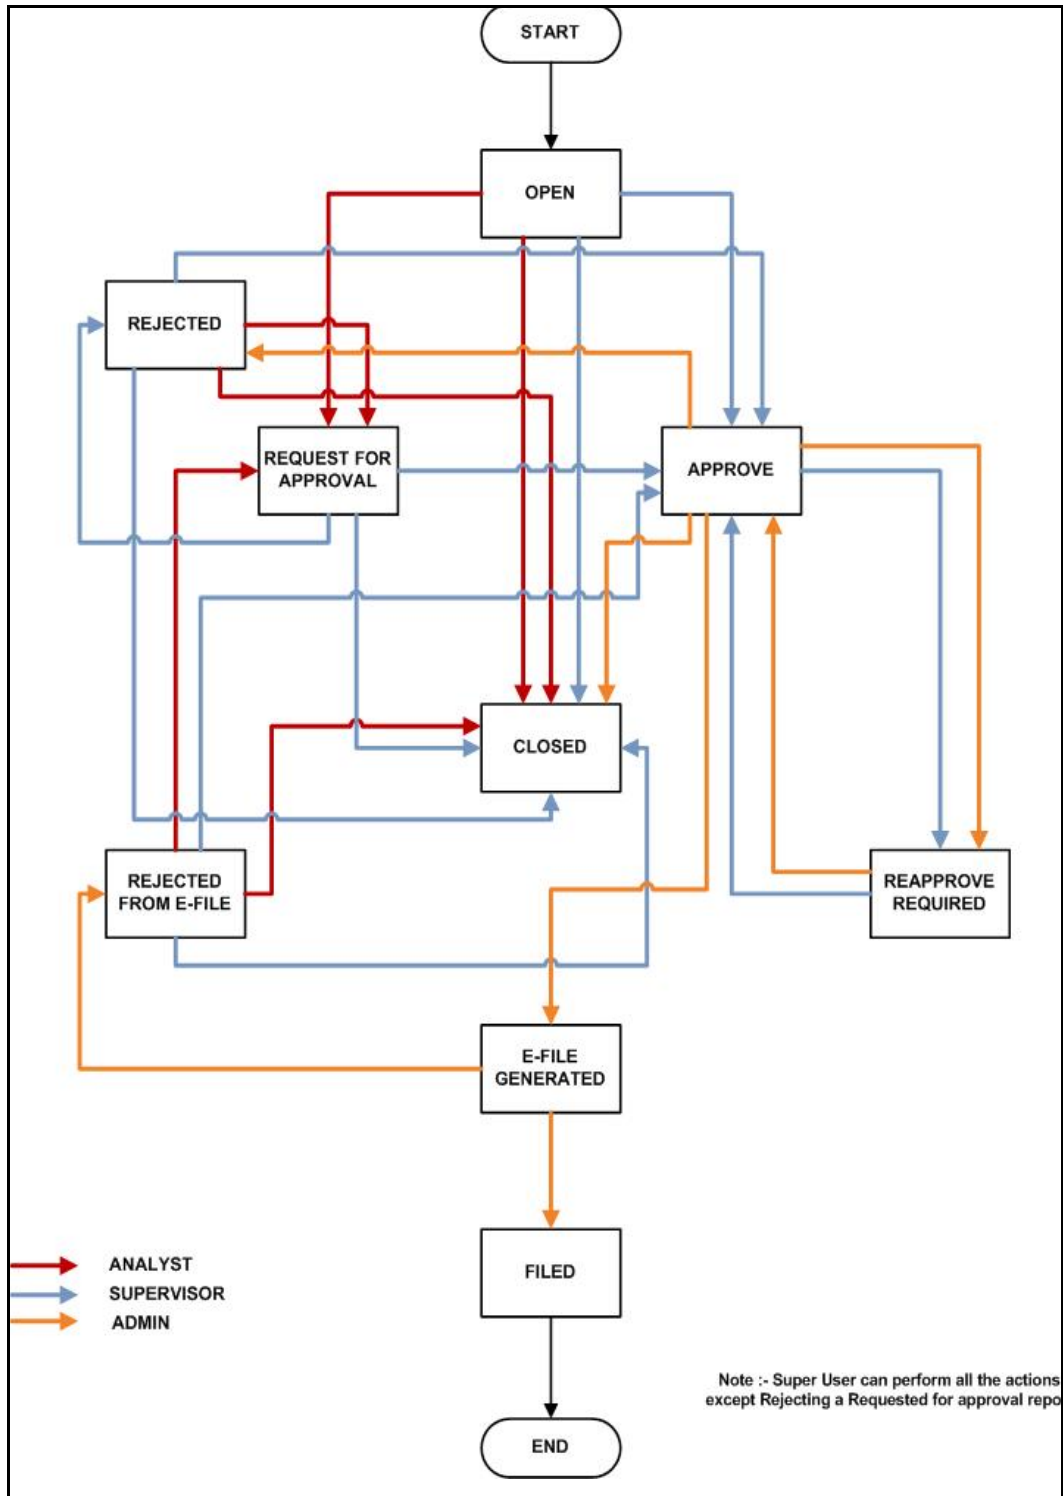 START
OPEN
REJECTED
REQUEST FOR
APPROVAL
APPROVE
CLOSED
REJECTED
FROM E-FILE
REAPPROVE
REQUIRED
E-FILE
GENERATED
FILED
ANALYST
SUPERVISOR
ADMIN
Note :- Super User can perform all the actions
except Rejecting a Requested for approval repo
END